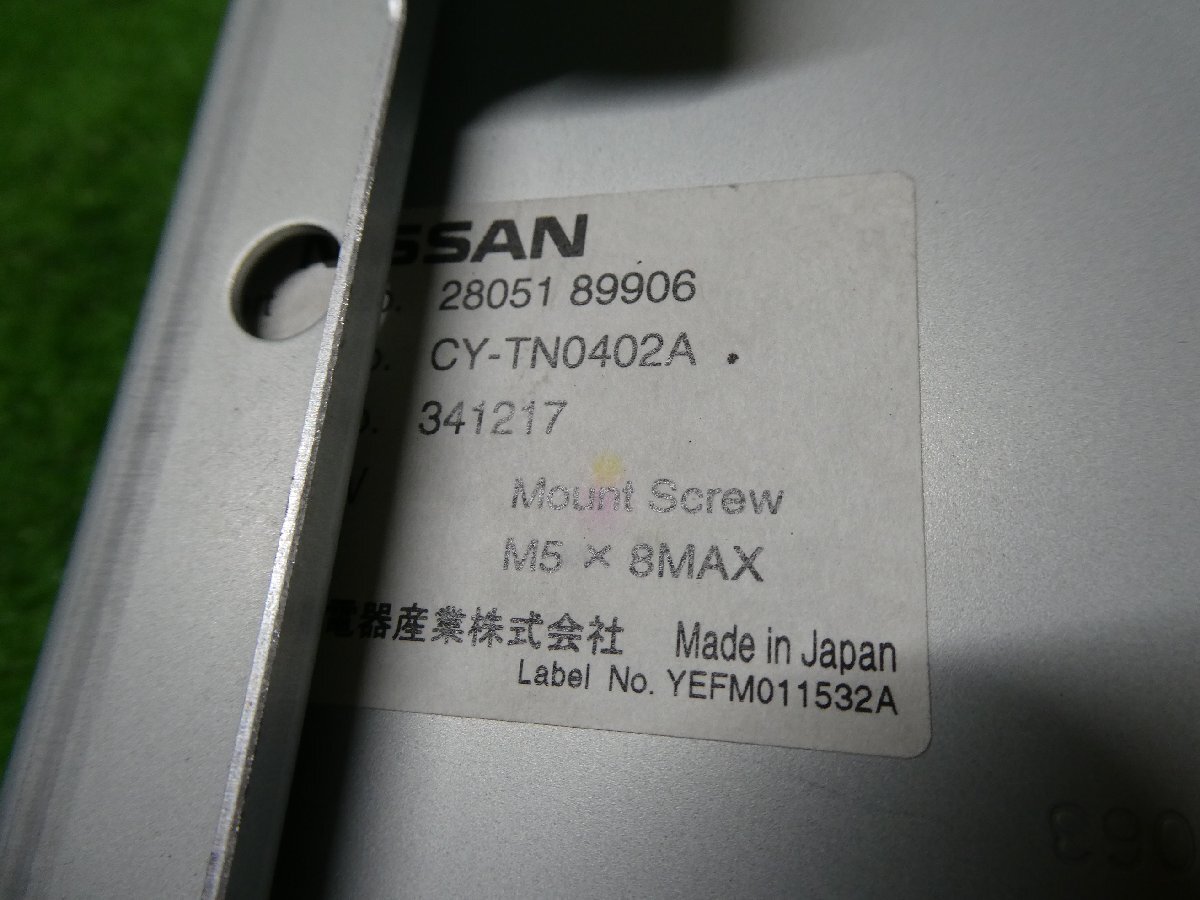 NISSAN
28051 89906
CY-TN0402A
341217
Mount Screw
M5 × 8MAX
電器産業株式会社 Made in Japan
Label No. YEFM011532A